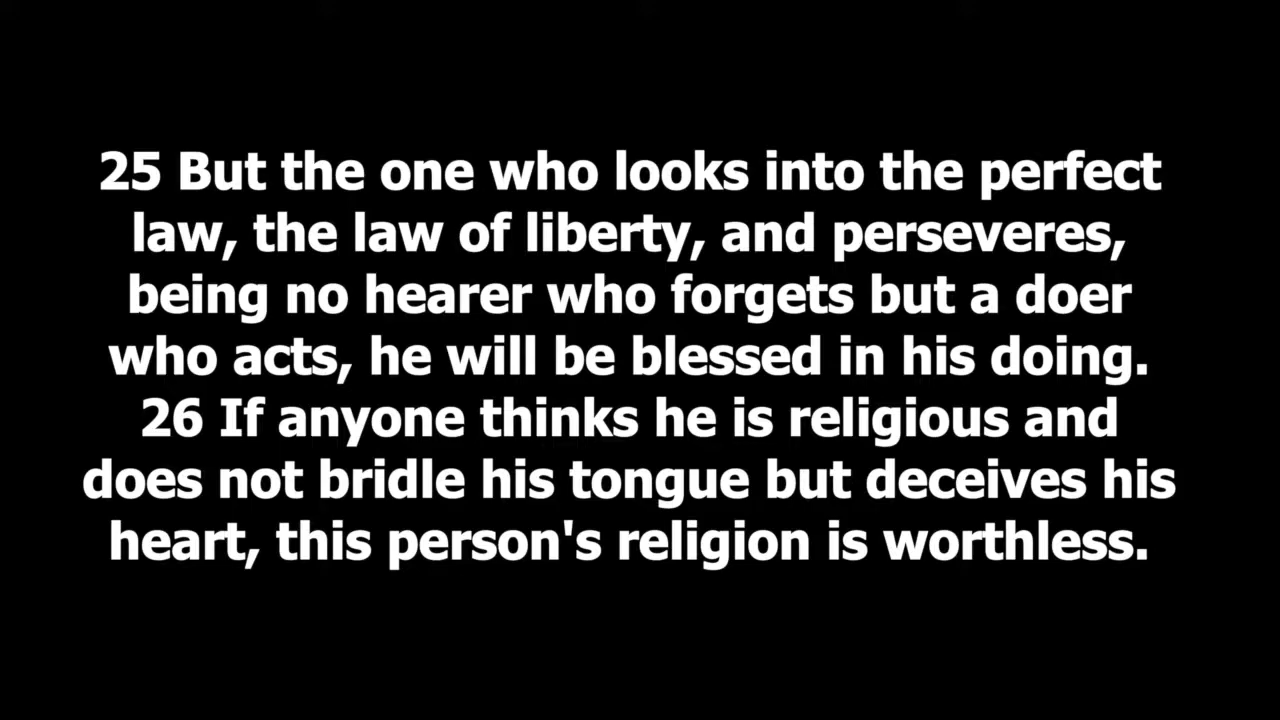 25 But the one who looks into the perfect
law, the law of liberty, and perseveres,
being no hearer who forgets but a doer
who acts, he will be blessed in his doing.
26 If anyone thinks he is religious and
does not bridle his tongue but deceives his
heart, this person's religion is worthless.